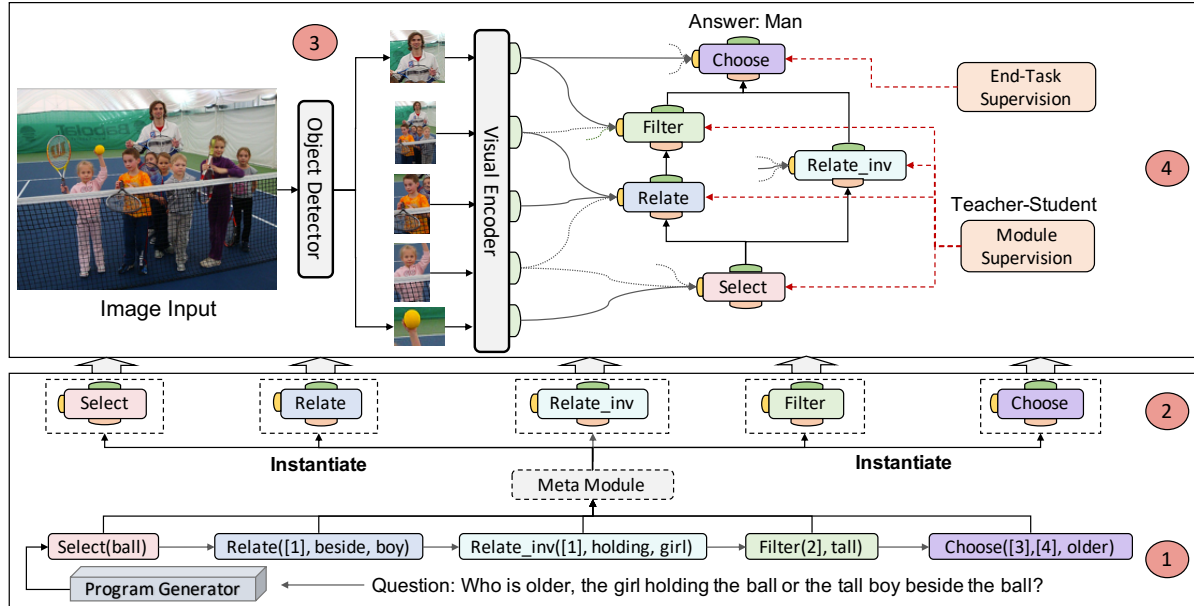 Answer: Man
3
Choose
End-Task
Supervision
Object Detector
Visual Encoder
Filter
Relate_inv
4
Relate
Teacher-Student
Module
Supervision
Select
Image Input
Babolat
Select
Relate
Relate_inv
Filter
Choose
2
Instantiate
Instantiate
Meta Module
Select(ball)
Relate([1], beside, boy)
Relate_inv([1], holding, girl)
Filter(2], tall)
Choose([3],[4], older)
1
Program Generator
Question: Who is older, the girl holding the ball or the tall boy beside the ball?